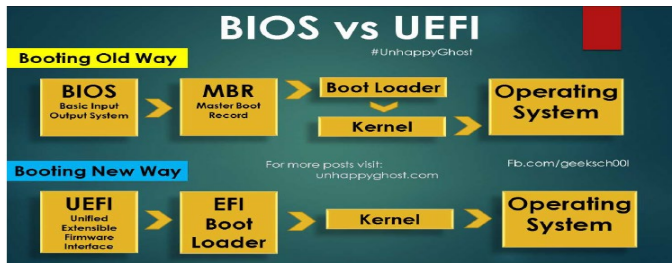 BIOS vs UEFI
#UnhappyGhost
Booting Old Way
BIOS
Basic Input
Output System
MBR
Master Boot
Record
Boot Loader
Kernel
Operating
System
Booting New Way
For more posts visit:
unhappyghost.com
Fb.com/geeksch00l
UEFI
Unified
Extensible
Firmware
Interface
EFI
Boot
Loader
Kernel
Operating
System